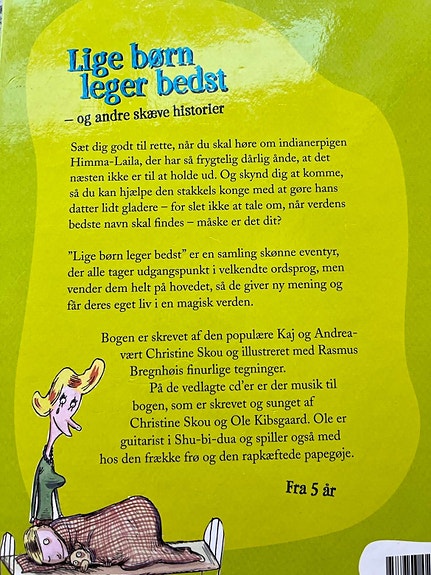 Lige børn
leger bedst
– og andre skæve historier
Sæt dig godt til rette, når du skal høre om indianerpigen
Himma-Laila, der har så frygtelig dårlig ånde, at det
næsten ikke er til at holde ud. Og skynd dig at komme,
så du kan hjælpe den stakkels konge med at gøre hans
datter lidt gladere – for slet ikke at tale om, når verdens
bedste navn skal findes – måske er det dit?
”Lige børn leger bedst” er en samling skønne eventyr,
der alle tager udgangspunkt i velkendte ordsprog, men
vender dem helt på hovedet, så de giver ny mening og
får deres eget liv i en magisk verden.
Bogen er skrevet af den populære Kaj og Andrea-
vært Christine Skou og illustreret med Rasmus
Bregnhøis finurlige tegninger.
På de vedlagte cd'er er der musik til
bogen, som er skrevet og sunget af
Christine Skou og Ole Kibsgaard. Ole er
guitarist i Shu-bi-dua og spiller også med
hos den frække frø og den rapkæftede papegøje.
Fra 5 år